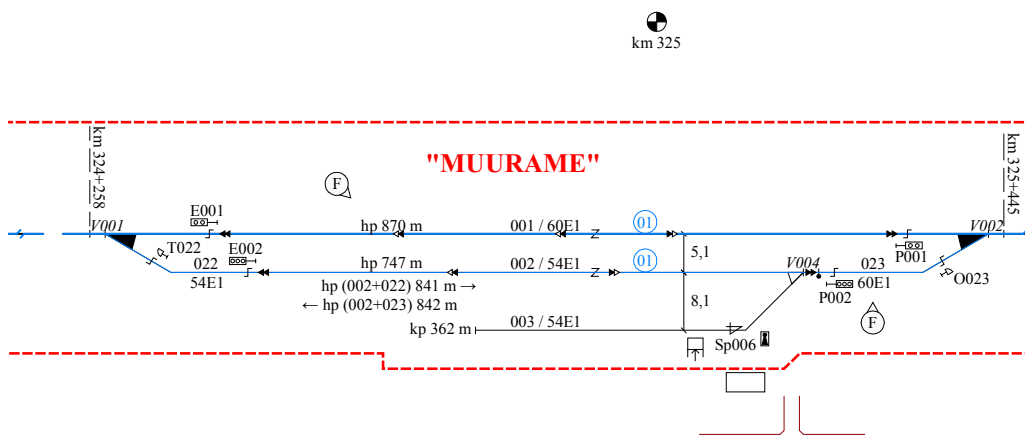 km 325
km 324+258
km 325+445
"MUURAME"
F
E001
V001
hp 870 m
001 / 60E1
01
V002
T022
E002
P001
022
54E1
hp 747 m
002 / 54E1
01
5,1
V004
023
60E1
O023
hp (002+022) 841 m →
← hp (002+023) 842 m
8,1
P002
F
kp 362 m
003 / 54E1
Sp006